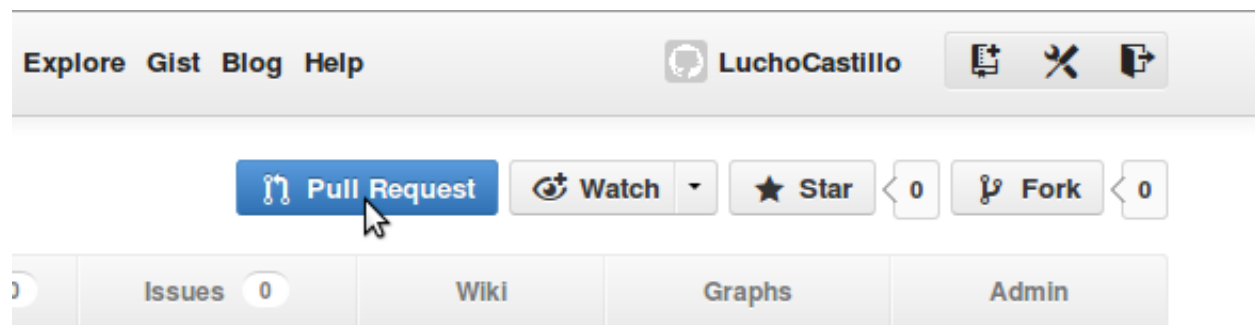 Explore Gist Blog Help LuchoCastillo
Pull Request Watch Star 0 Fork 0
Issues 0 Wiki Graphs Admin